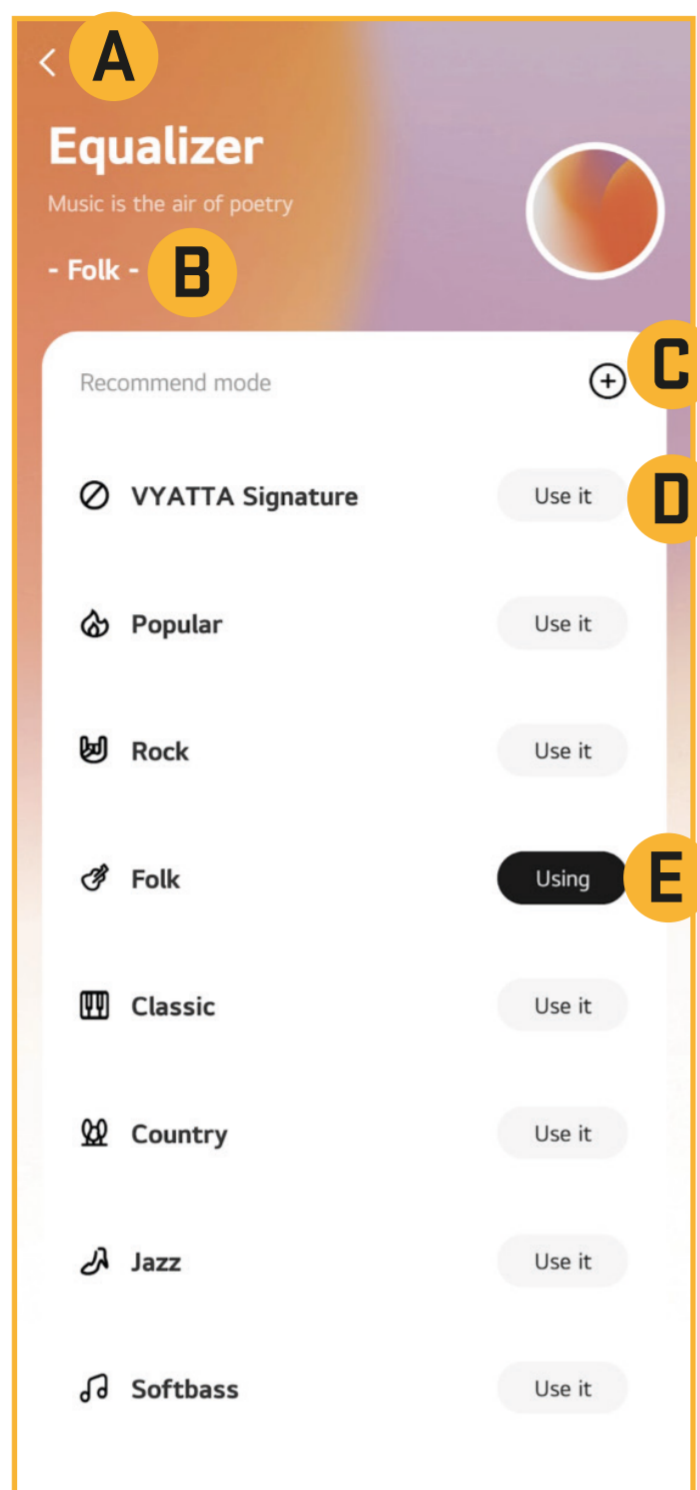 A
Equalizer
Music is the air of poetry
- Folk -
B
Recommend mode
C
VYATTA Signature
Use it
D
Popular
Use it
Rock
Use it
Folk
Using
E
Classic
Use it
Country
Use it
Jazz
Use it
Softbass
Use it